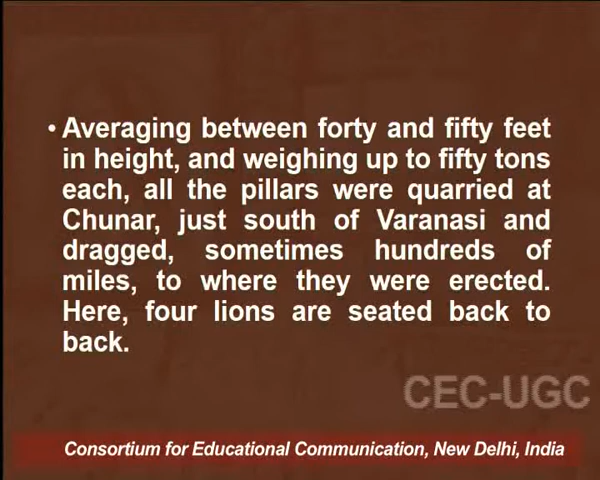 • Averaging between forty and fifty feet
in height, and weighing up to fifty tons
each, all the pillars were quarried at
Chunar, just south of Varanasi and
dragged, sometimes hundreds of
miles, to where they were erected.
Here, four lions are seated back to
back.
CEC-UGC
Consortium for Educational Communication, New Delhi, India